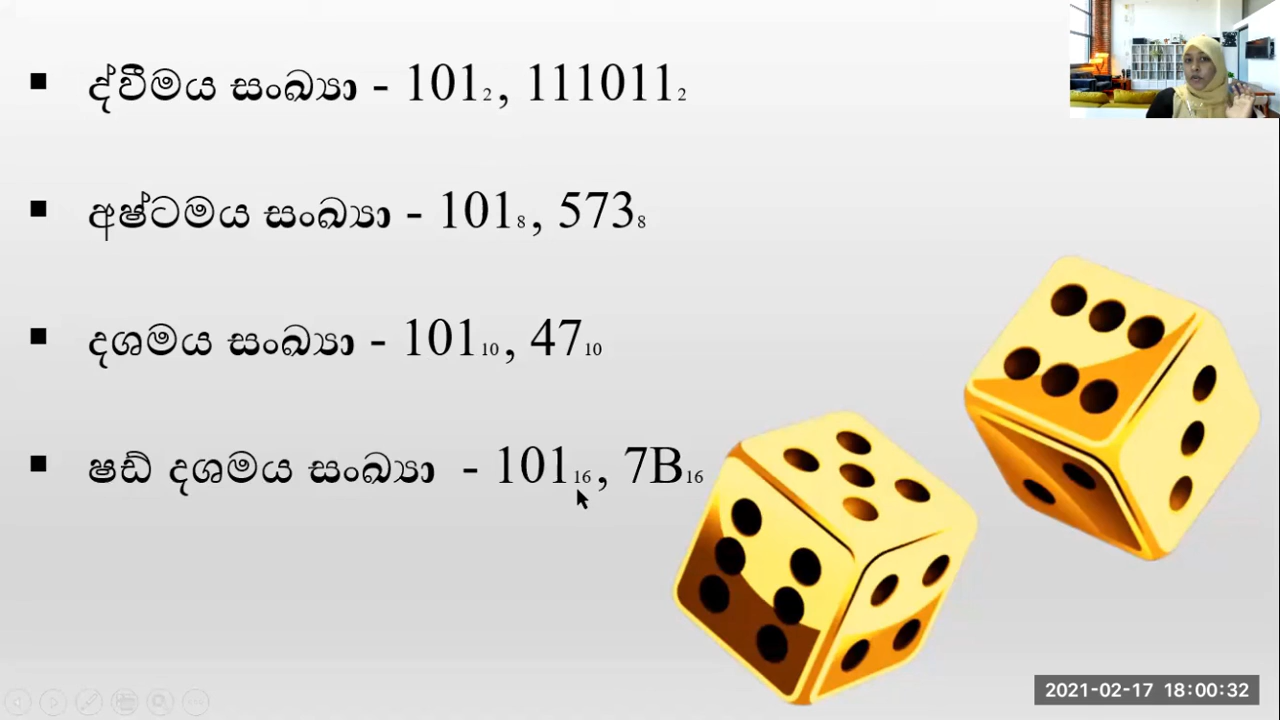 ▪ ද්වීමය සංඛ්‍යා - 101₂, 111011₂
▪ අෂ්ටමය සංඛ්‍යා - 101₈, 573₈
▪ දශමය සංඛ්‍යා - 101₁₀, 47₁₀
▪ ෂඩ් දශමය සංඛ්‍යා - 101₁₆, 7B₁₆
2021-02-17 18:00:32